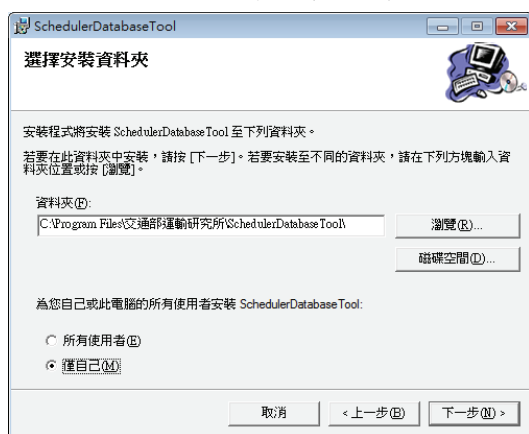 SchedulerDatabaseTool
選擇安裝資料夾
安裝程式將安裝 SchedulerDatabaseTool 至下列資料夾。
若要在此資料夾中安裝，請按 [下一步]。若要安裝至不同的資料夾，請在下列方塊輸入資
料夾位置或按 [瀏覽]。
資料夾(F):
C:\Program Files\交通部運輸研究所\SchedulerDatabaseTool\
瀏覽(R)...
磁碟空間(D)...
為您自己或此電腦的所有使用者安裝 SchedulerDatabaseTool:
所有使用者(E)
僅自己(M)
取消
<上一步(B)
下一步(N) >